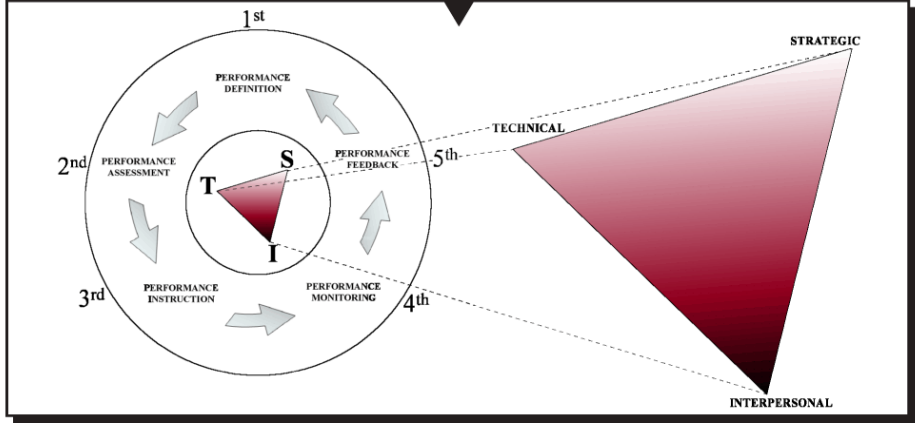 1st
PERFORMANCE
DEFINITION
2nd
PERFORMANCE
ASSESSMENT
3rd
PERFORMANCE
INSTRUCTION
PERFORMANCE
MONITORING
4th
PERFORMANCE
FEEDBACK
5th
S
T
I
STRATEGIC
TECHNICAL
INTERPERSONAL